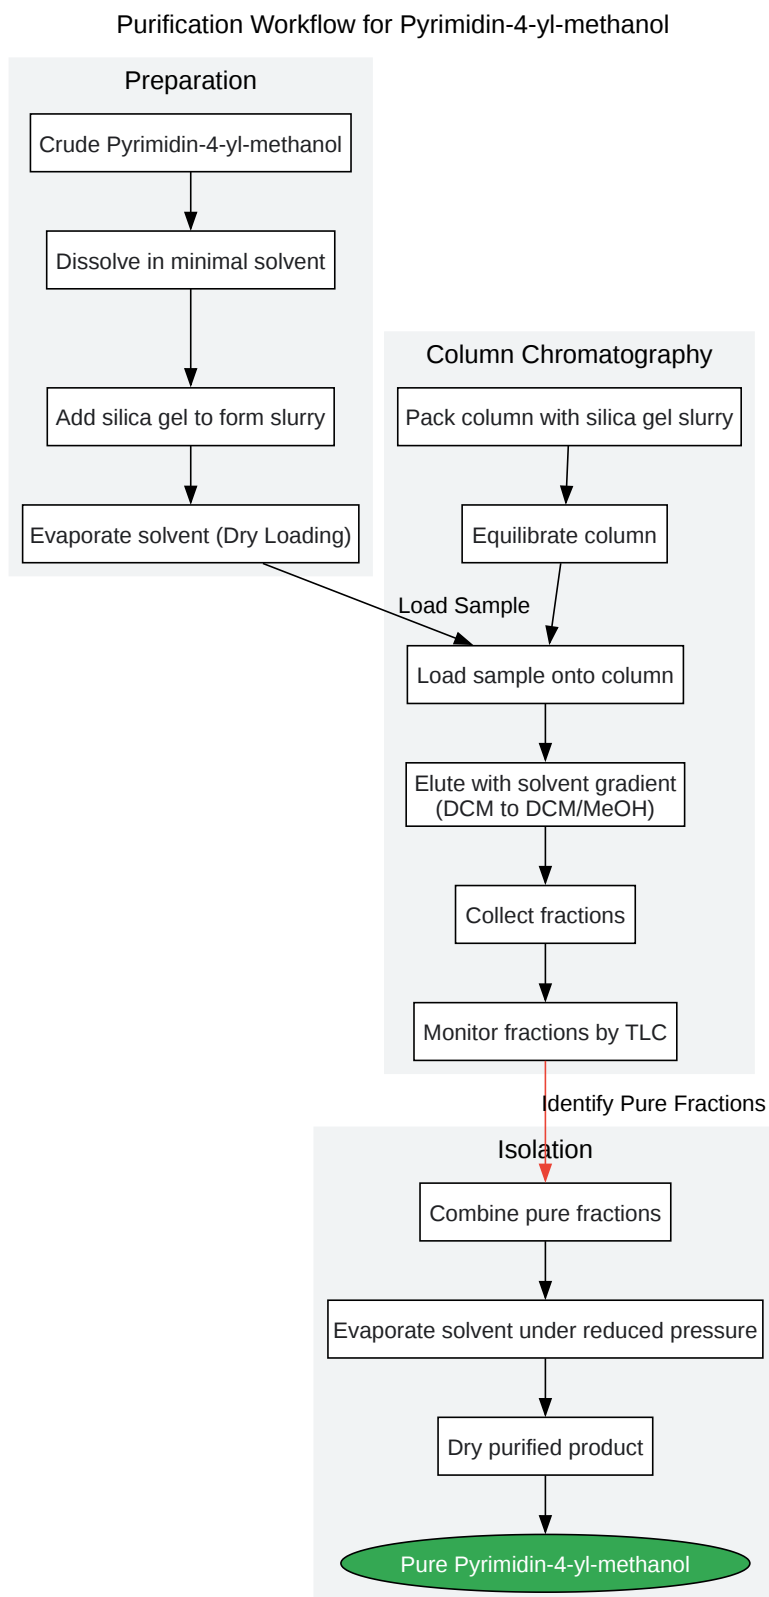 Purification Workflow for Pyrimidin-4-yl-methanol
Preparation
Crude Pyrimidin-4-yl-methanol
Dissolve in minimal solvent
Add silica gel to form slurry
Evaporate solvent (Dry Loading)
Column Chromatography
Pack column with silica gel slurry
Equilibrate column
Load Sample
Load sample onto column
Elute with solvent gradient
(DCM to DCM/MeOH)
Collect fractions
Monitor fractions by TLC
Identify Pure Fractions
Isolation
Combine pure fractions
Evaporate solvent under reduced pressure
Dry purified product
Pure Pyrimidin-4-yl-methanol